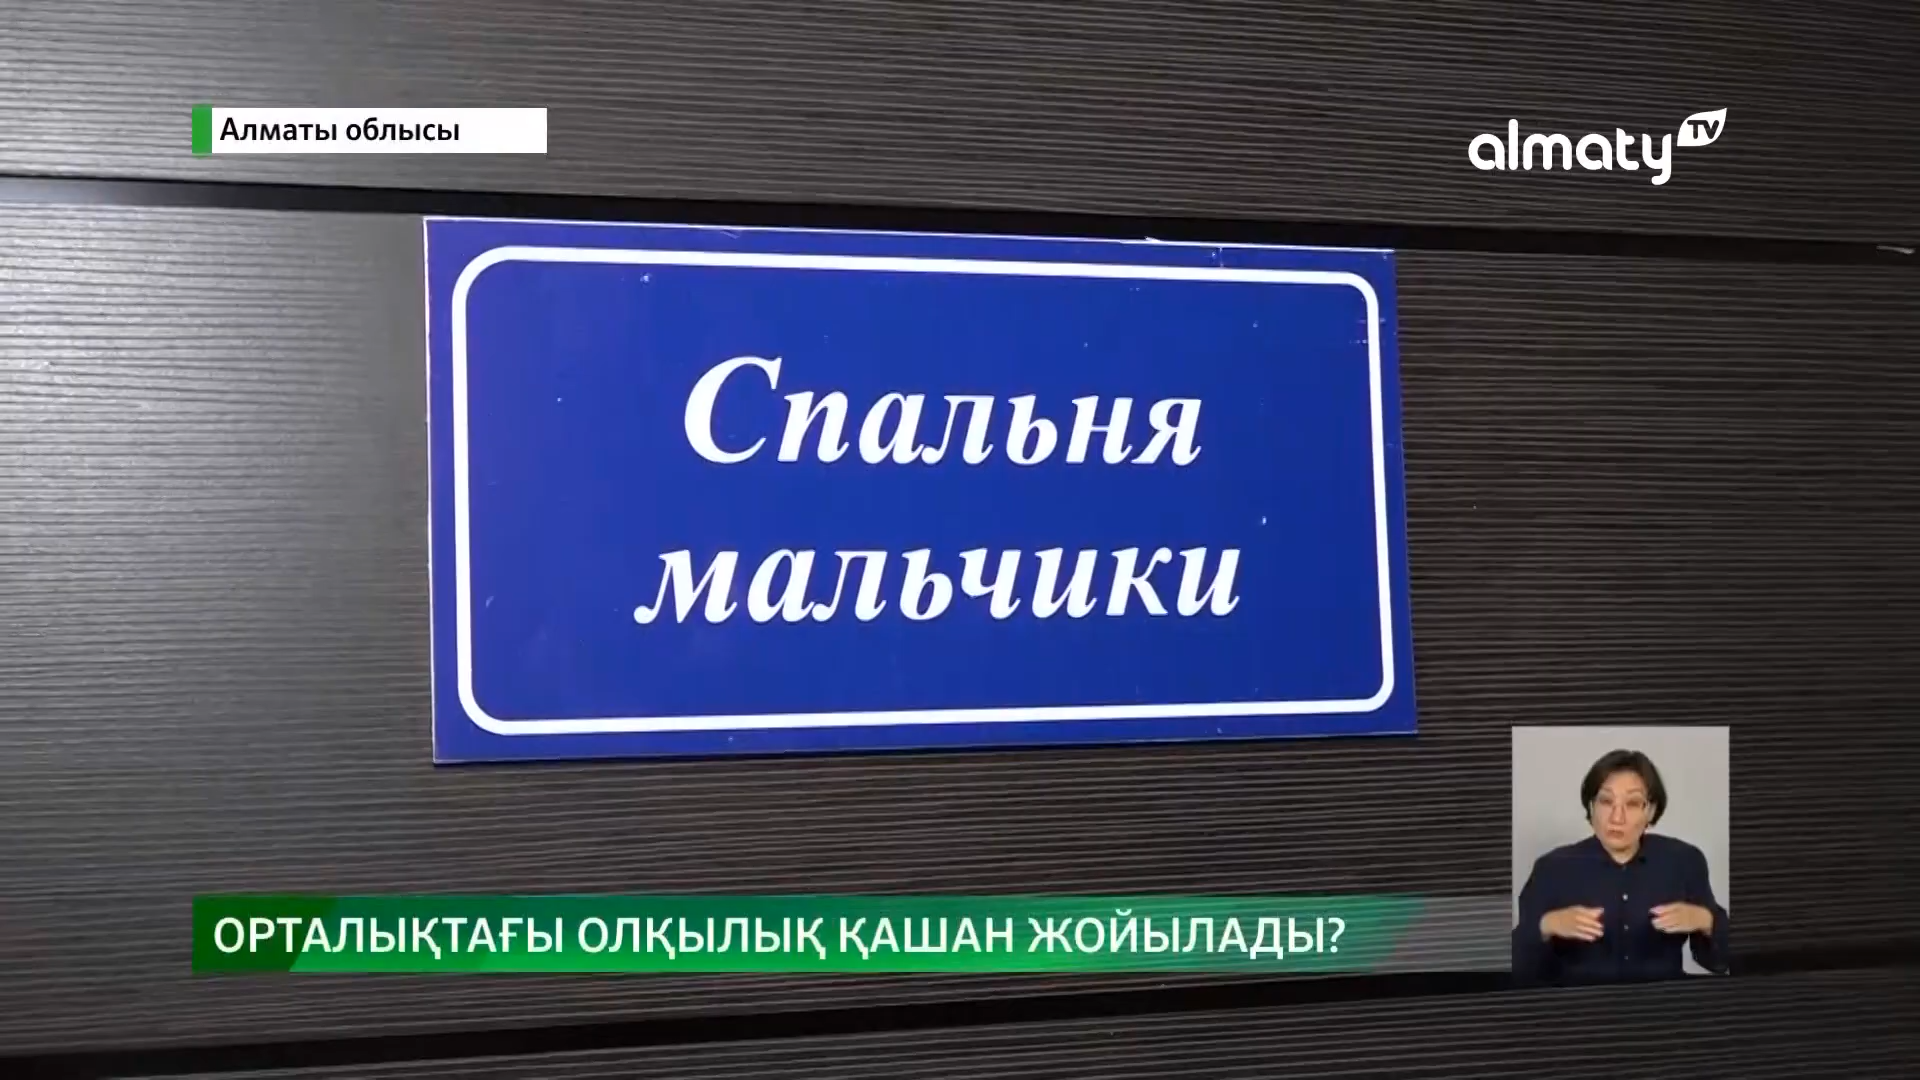 Алматы облысы
almaty TV
Спальня
мальчики
ОРТАЛЫҚТАҒЫ ОЛҚЫЛЫҚ ҚАШАН ЖОЙЫЛАДЫ?